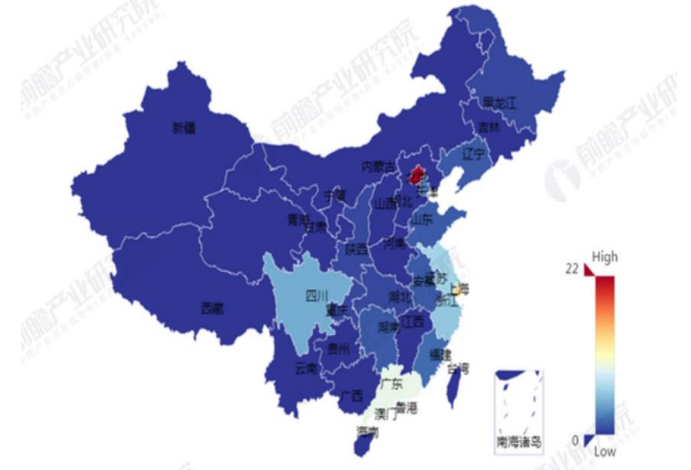 前瞻产业研究院
黑龙江
吉林
新疆
辽宁
内蒙古
北京
天津
宁夏
山西
河北
青海
甘肃
山东
陕西
河南
High
22
四川
安徽
江苏
上海
西藏
重庆
湖北
浙江
湖南
江西
贵州
福建
云南
台湾
广西
广东
澳门
香港
海南
南海诸岛
0
Low